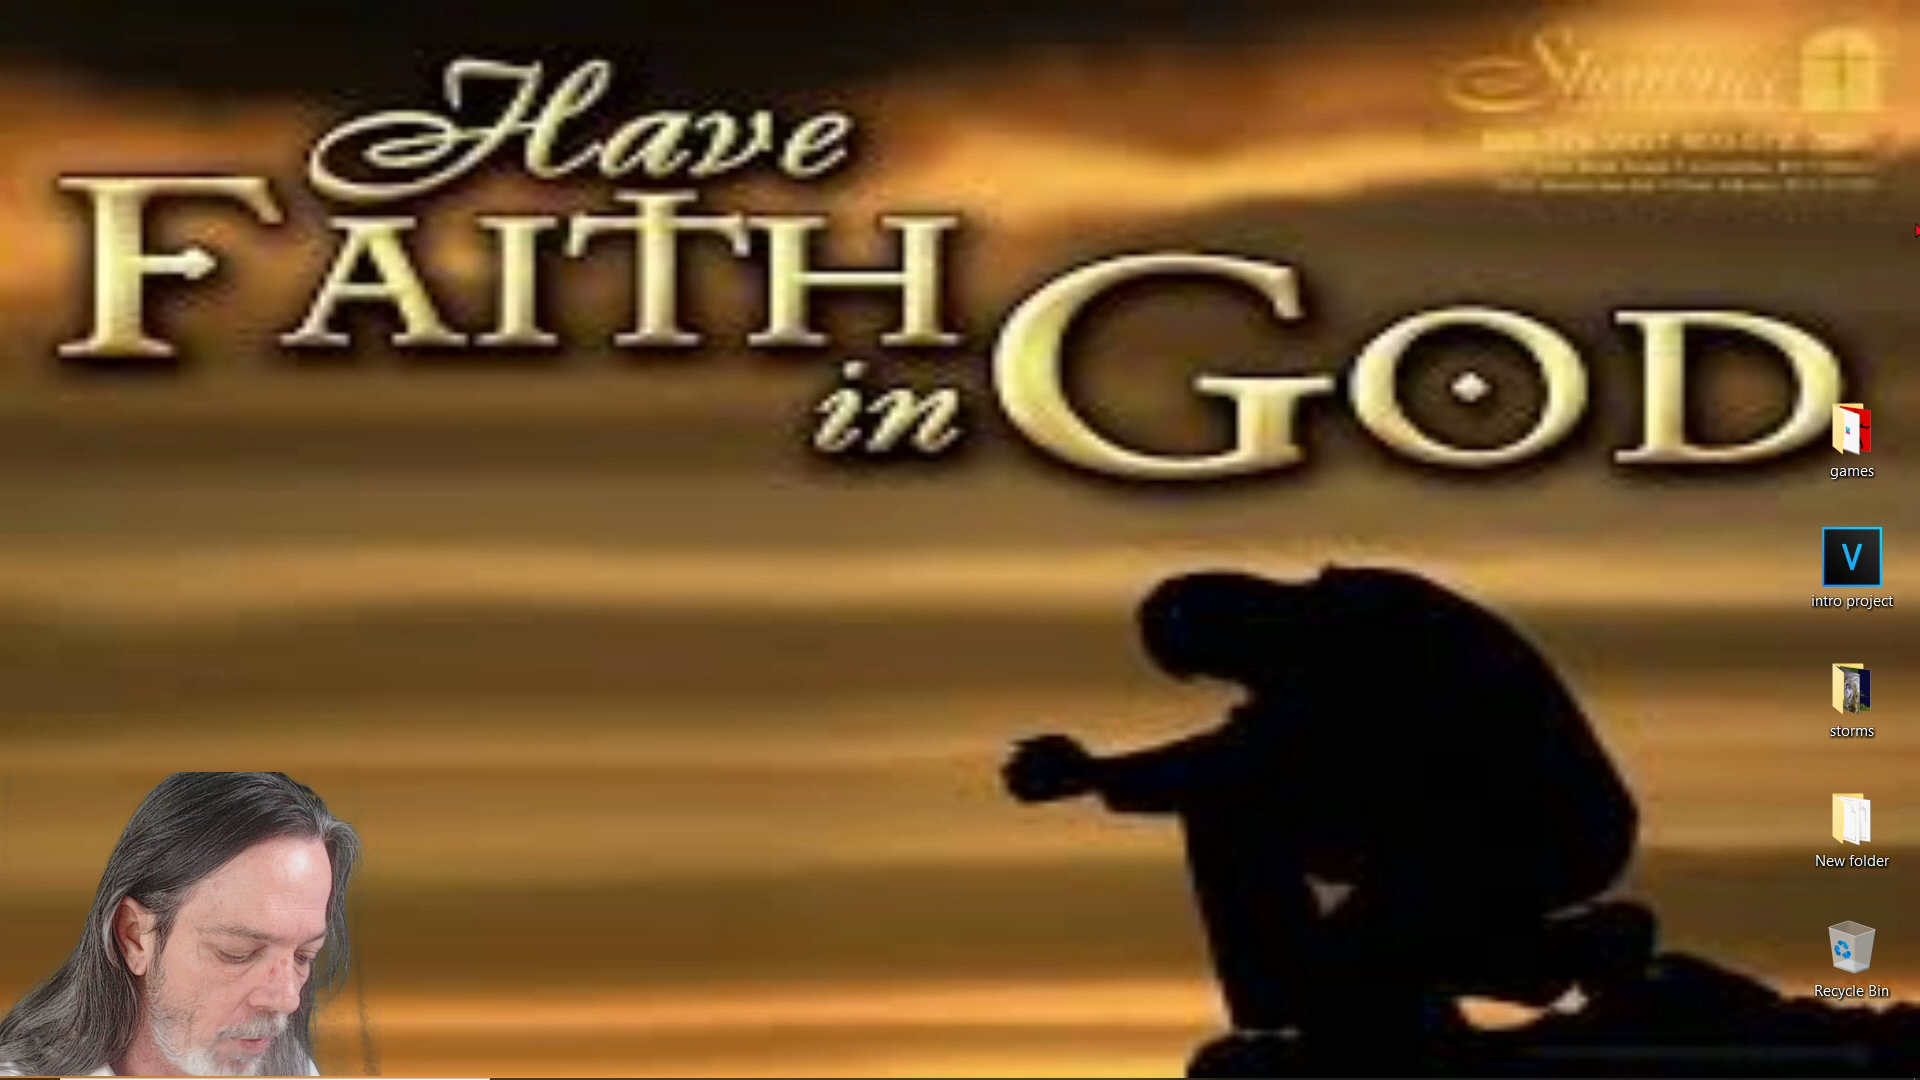 Have
FAITH
in GOD
games
V
intro project
storms
New folder
Recycle Bin